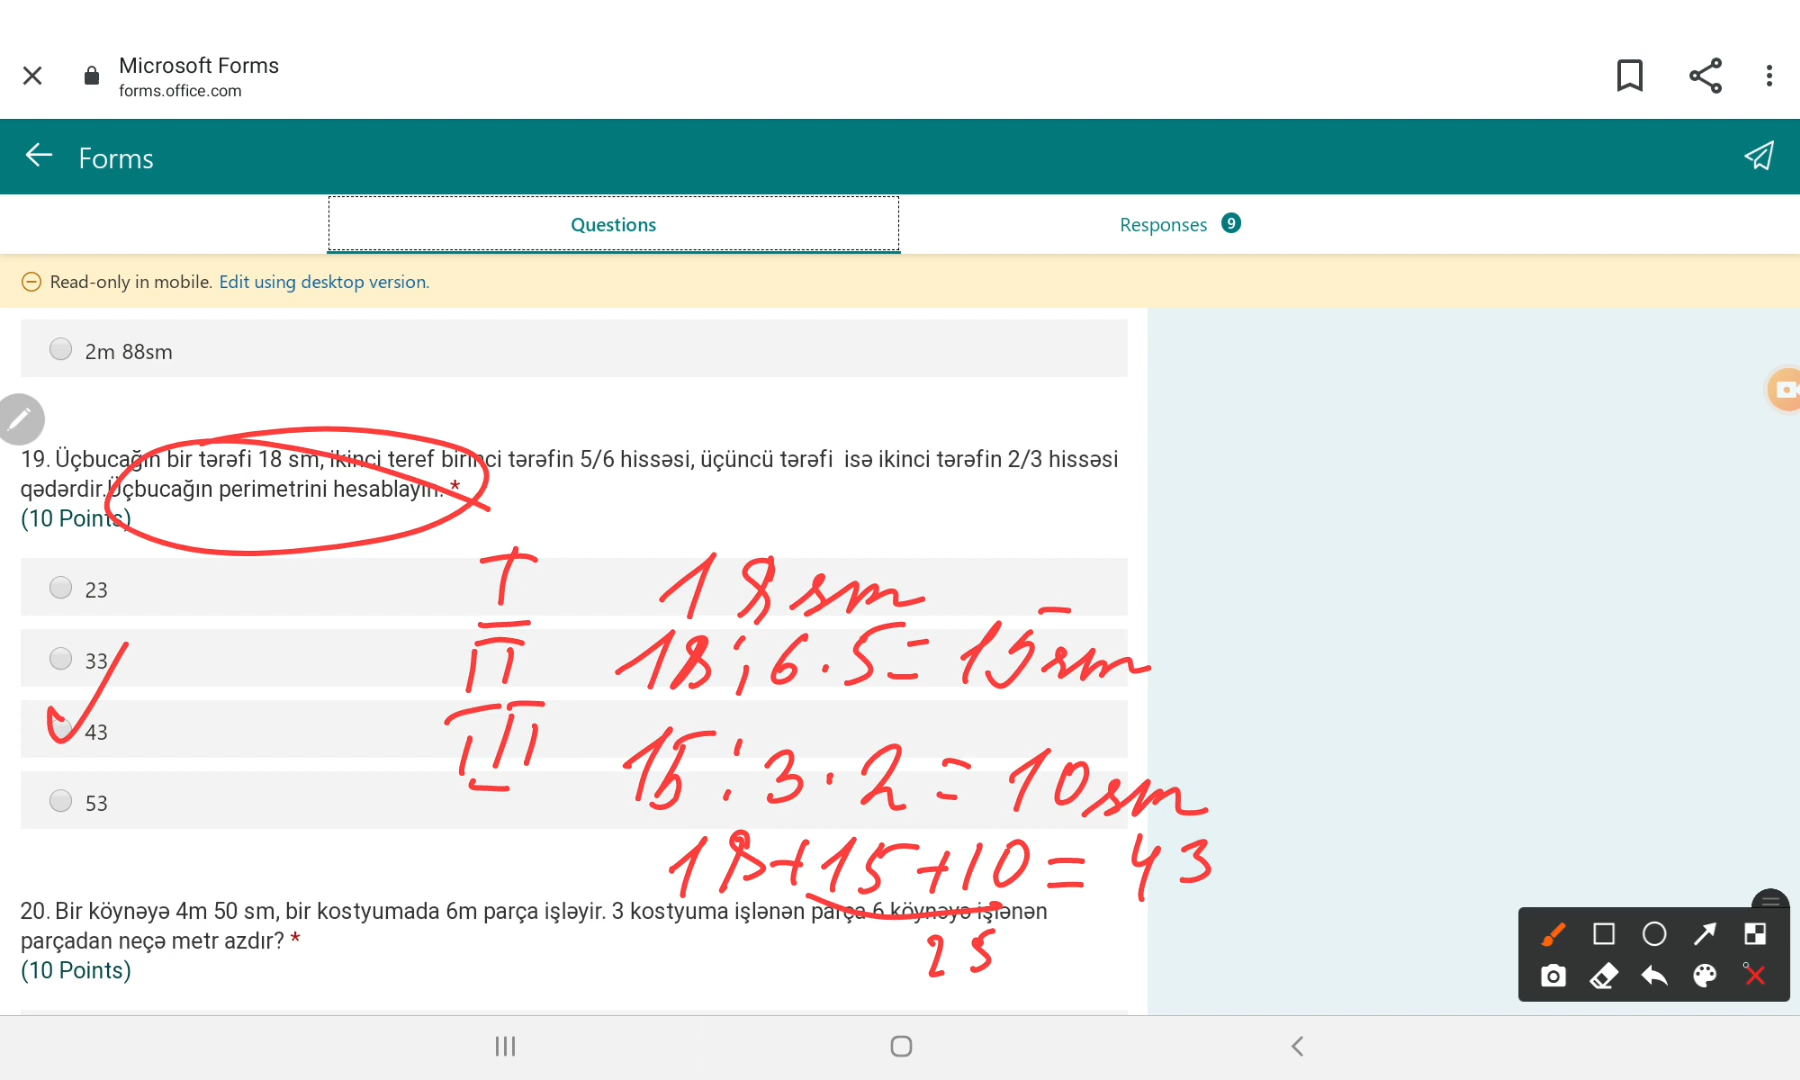 Microsoft Forms
forms.office.com
Forms
Questions
Responses 9
Read-only in mobile. Edit using desktop version.
2m 88sm
19. Üçbucağın bir tərəfi 18 sm, ikinci teref birinci tərəfin 5/6 hissəsi, üçüncü tərəfi isə ikinci tərəfin 2/3 hissəsi
qədərdir.Üçbucağın perimetrini hesablayın. *
(10 Points)
23
33
43
53
I 18 sm
II 18 : 6 · 5 = 15 sm
III 15 : 3 · 2 = 10 sm
18+15+10 = 43
25
20. Bir köynəyə 4m 50 sm, bir kostyumada 6m parça işləyir. 3 kostyuma işlənən parça 6 köynəyə işlənən
parçadan neçə metr azdır? *
(10 Points)